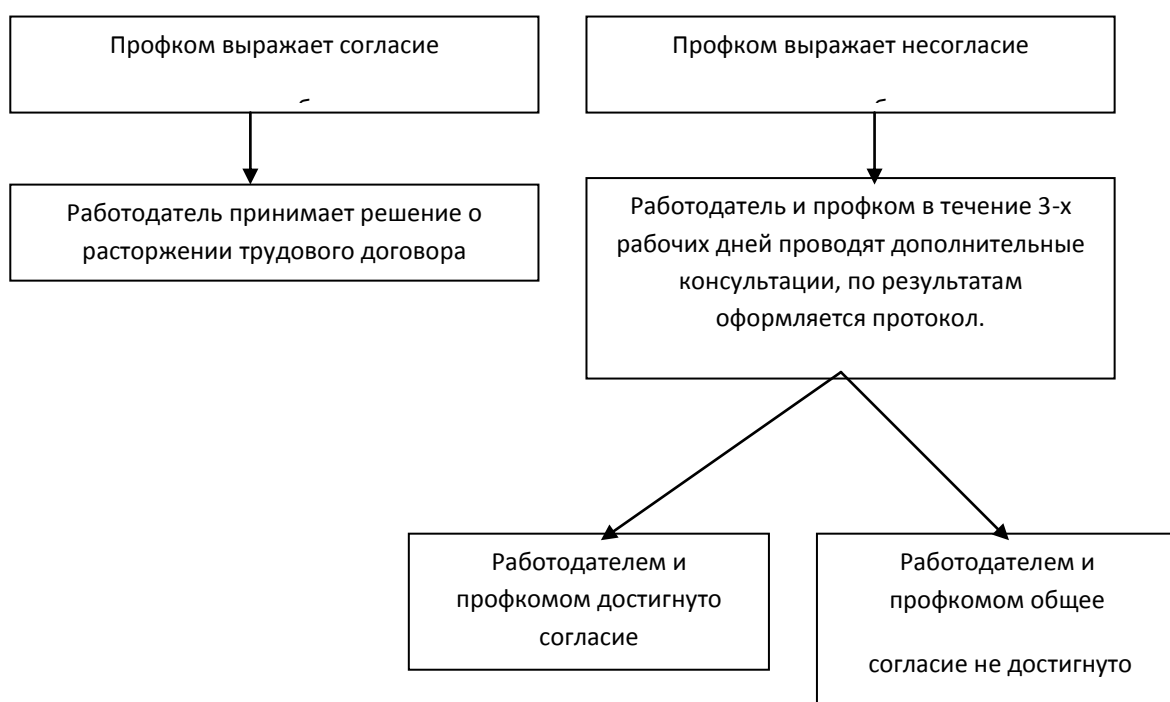 Профком выражает согласие
Профком выражает несогласие
Работодатель принимает решение о
расторжении трудового договора
Работодатель и профком в течение 3-х
рабочих дней проводят дополнительные
консультации, по результатам
оформляется протокол.
Работодателем и
профкомом достигнуто
согласие
Работодателем и
профкомом общее
согласие не достигнуто